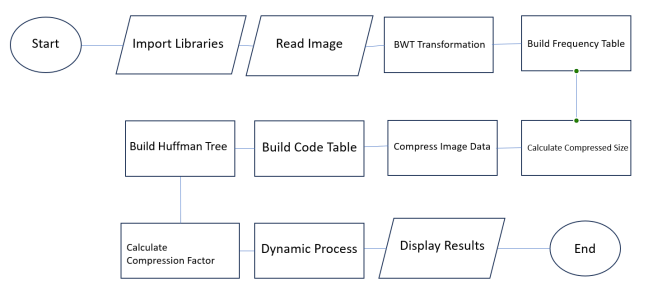 Start
Import Libraries
Read Image
BWT Transformation
Build Frequency Table
Build Huffman Tree
Build Code Table
Compress Image Data
Calculate Compressed Size
Calculate
Compression Factor
Dynamic Process
Display Results
End